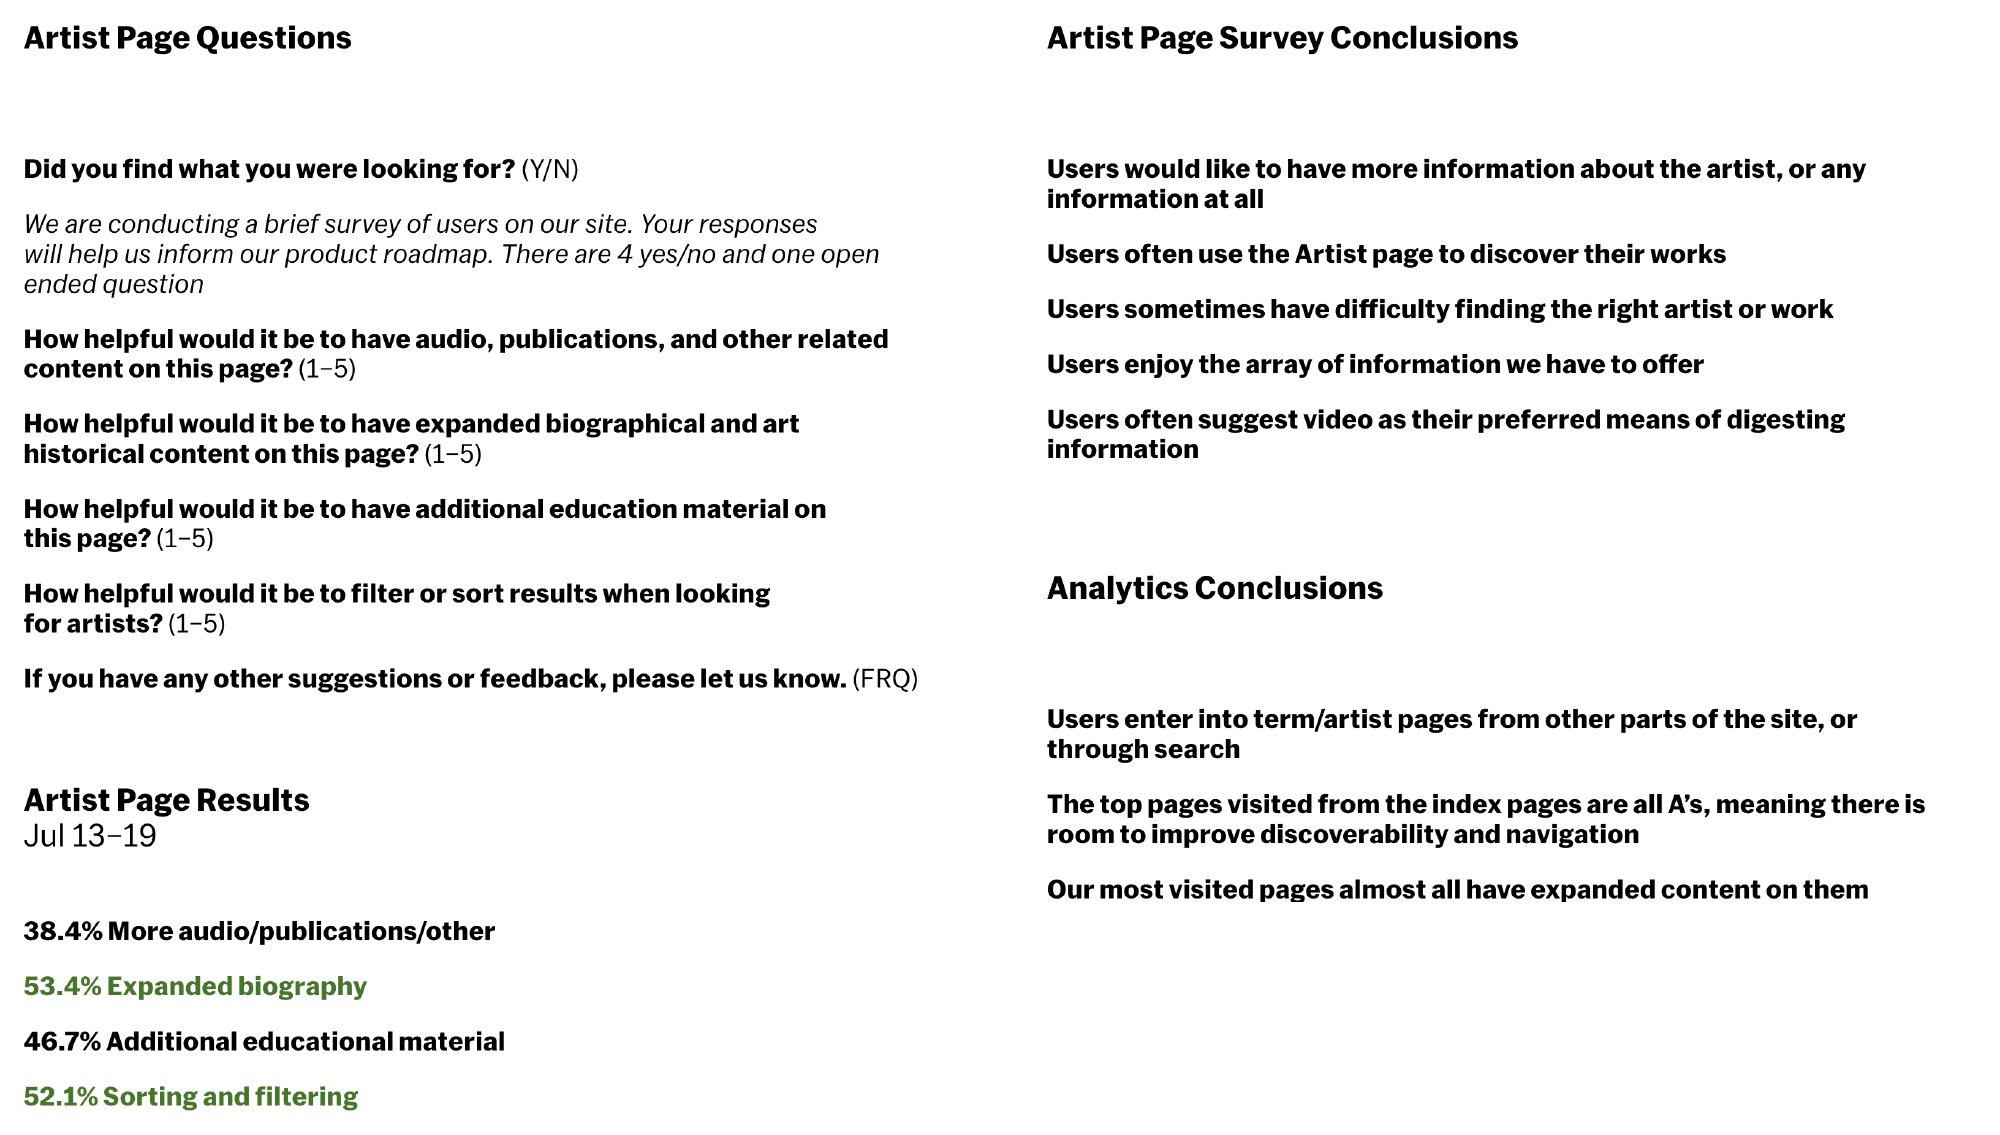 Artist Page Questions
Did you find what you were looking for? (Y/N)
We are conducting a brief survey of users on our site. Your responses
will help us inform our product roadmap. There are 4 yes/no and one open
ended question
How helpful would it be to have audio, publications, and other related
content on this page? (1–5)
How helpful would it be to have expanded biographical and art
historical content on this page? (1–5)
How helpful would it be to have additional education material on
this page? (1–5)
How helpful would it be to filter or sort results when looking
for artists? (1–5)
If you have any other suggestions or feedback, please let us know. (FRQ)
Artist Page Results
Jul 13–19
38.4% More audio/publications/other
53.4% Expanded biography
46.7% Additional educational material
52.1% Sorting and filtering
Artist Page Survey Conclusions
Users would like to have more information about the artist, or any
information at all
Users often use the Artist page to discover their works
Users sometimes have difficulty finding the right artist or work
Users enjoy the array of information we have to offer
Users often suggest video as their preferred means of digesting
information
Analytics Conclusions
Users enter into term/artist pages from other parts of the site, or
through search
The top pages visited from the index pages are all A’s, meaning there is
room to improve discoverability and navigation
Our most visited pages almost all have expanded content on them